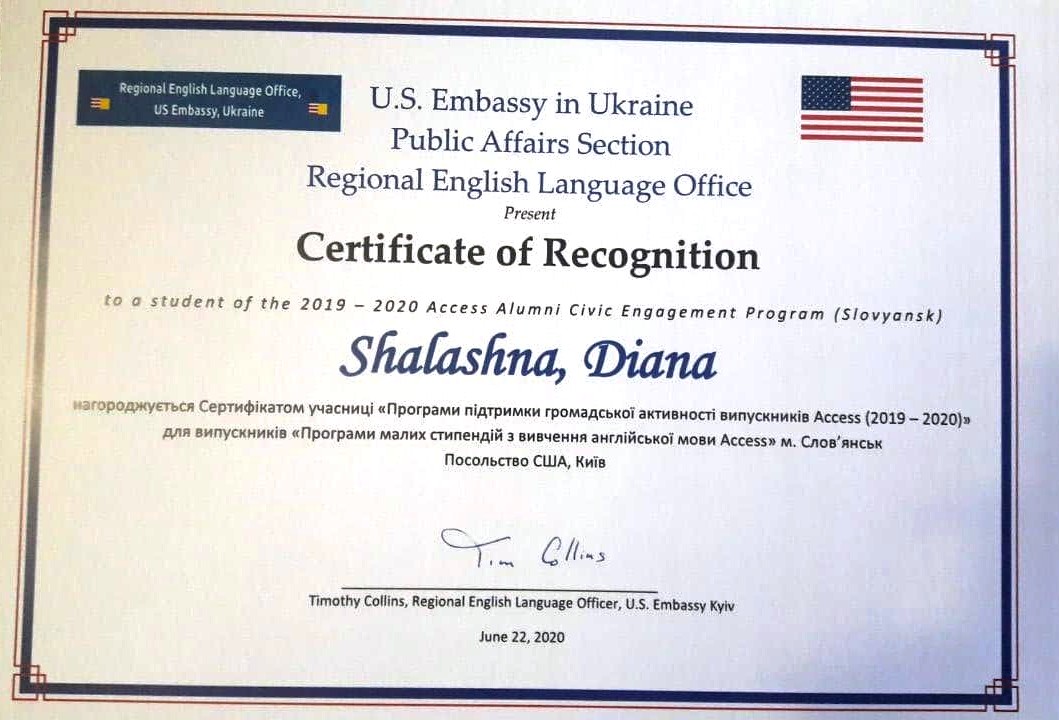 Regional English Language Office,
US Embassy, Ukraine
U.S. Embassy in Ukraine
Public Affairs Section
Regional English Language Office
Present
Certificate of Recognition
to a student of the 2019 – 2020 Access Alumni Civic Engagement Program (Slovyansk)
Shalashna, Diana
нагороджується Сертифікатом учасниці «Програми підтримки громадської активності випускників Access (2019 – 2020)»
для випускників «Програми малих стипендій з вивчення англійської мови Access» м. Слов’янськ
Посольство США, Київ
Tim Collins
Timothy Collins, Regional English Language Officer, U.S. Embassy Kyiv
June 22, 2020